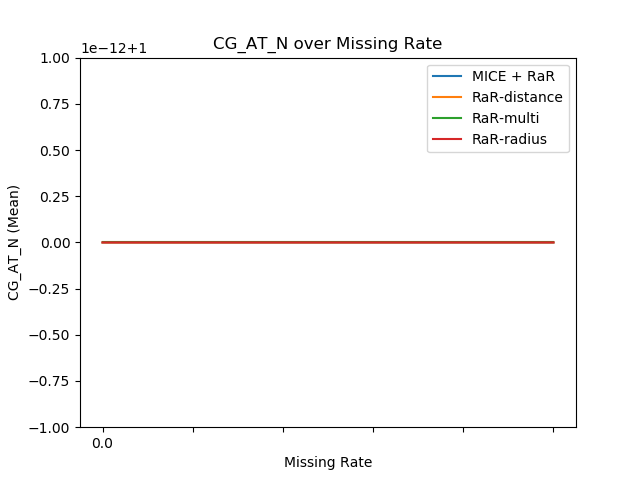 CG_AT_N over Missing Rate
1e−12+1
1.00
0.75
0.50
0.25
0.00
−0.25
−0.50
−0.75
−1.00
CG_AT_N (Mean)
MICE + RaR
RaR-distance
RaR-multi
RaR-radius
0.0
Missing Rate